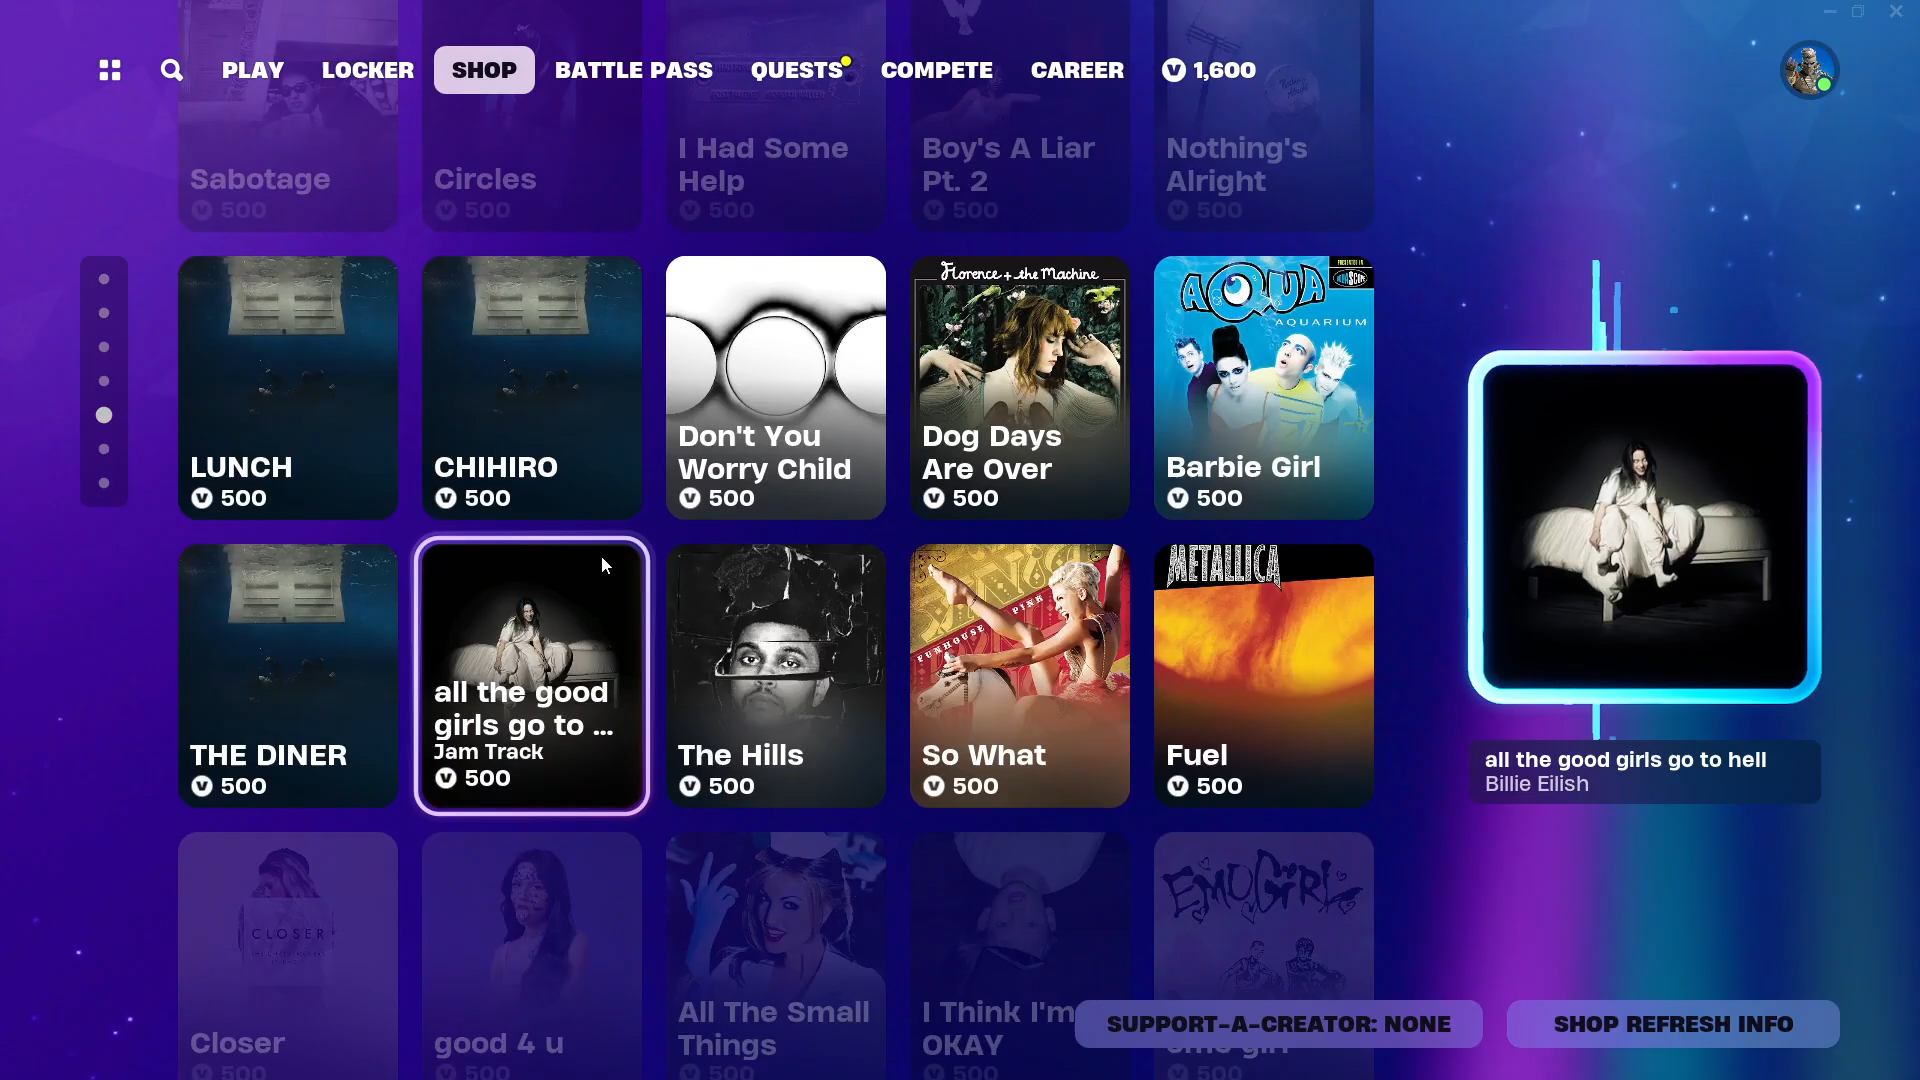 PLAY
LOCKER
SHOP
BATTLE PASS
QUESTS
COMPETE
CAREER
1,600
Sabotage
500
Circles
500
I Had Some
Help
500
Boy's A Liar
Pt. 2
500
Nothing's
Alright
500
LUNCH
500
CHIHIRO
500
Don't You
Worry Child
500
Florence + the Machine
Dog Days
Are Over
500
AQUA
AQUARIUM
Barbie Girl
500
THE DINER
500
all the good
girls go to ...
Jam Track
500
The Hills
500
FUNHOUSE
PINK
So What
500
METALLICA
Fuel
500
all the good girls go to hell
Billie Eilish
CLOSER
Closer
500
good 4 u
500
All The Small
Things
500
I Think I'm
OKAY
500
EMO GIRL
emo girl
500
SUPPORT-A-CREATOR: NONE
SHOP REFRESH INFO